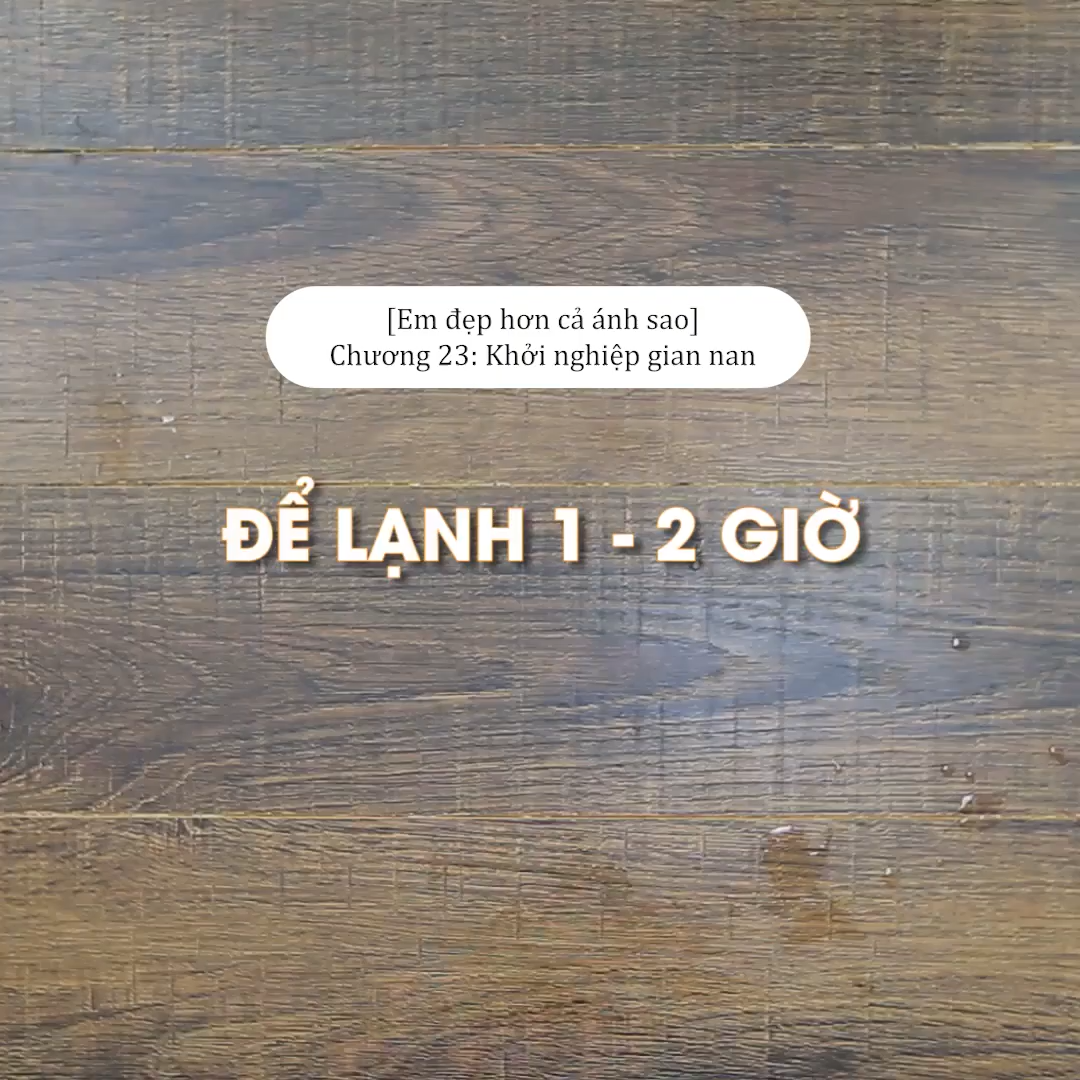 [Em đẹp hơn cả ánh sao]
Chương 23: Khởi nghiệp gian nan
ĐỂ LẠNH 1 - 2 GIỜ